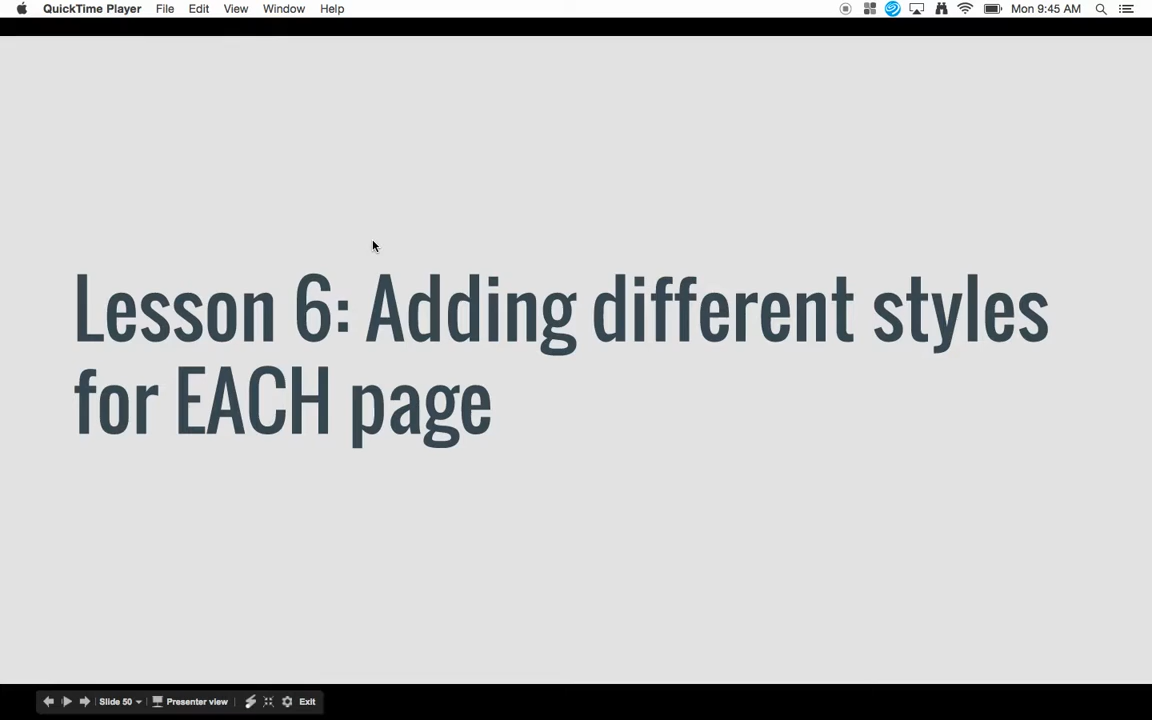 QuickTime Player File Edit View Window Help Mon 9:45 AM
Lesson 6: Adding different styles
for EACH page
Slide 50 Presenter view Exit